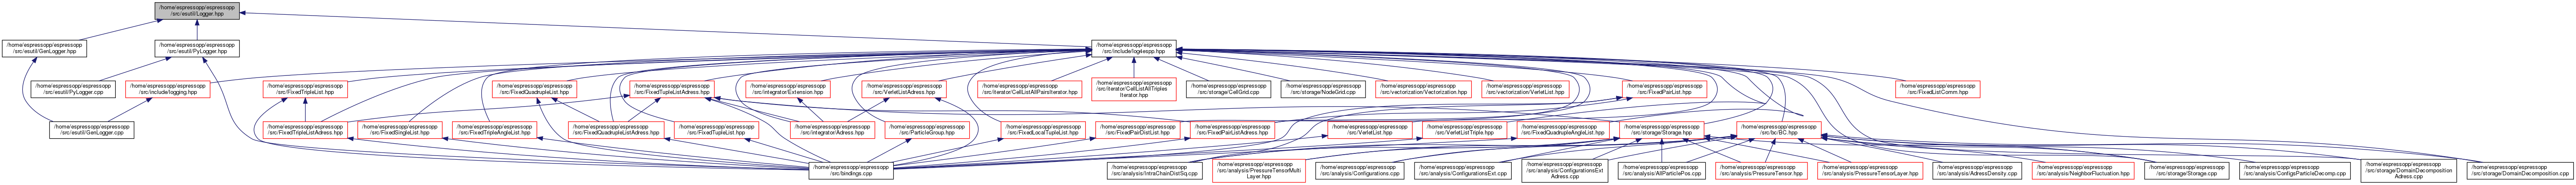 /home/espressopp/espressopp
/src/esutil/Logger.hpp
/home/espressopp/espressopp
/src/esutil/GenLogger.hpp
/home/espressopp/espressopp
/src/esutil/PyLogger.hpp
/home/espressopp/espressopp
/src/include/log4espp.hpp
/home/espressopp/espressopp
/src/esutil/PyLogger.cpp
/home/espressopp/espressopp
/src/include/logging.hpp
/home/espressopp/espressopp
/src/FixedTripleList.hpp
/home/espressopp/espressopp
/src/FixedQuadrupleList.hpp
/home/espressopp/espressopp
/src/FixedTupleListAdress.hpp
/home/espressopp/espressopp
/src/integrator/Extension.hpp
/home/espressopp/espressopp
/src/VerletListAdress.hpp
/home/espressopp/espressopp
/src/iterator/CellListAllPairsIterator.hpp
/home/espressopp/espressopp
/src/iterator/CellListAllTriples
Iterator.hpp
/home/espressopp/espressopp
/src/storage/CellGrid.cpp
/home/espressopp/espressopp
/src/storage/NodeGrid.cpp
/home/espressopp/espressopp
/src/vectorization/Vectorization.hpp
/home/espressopp/espressopp
/src/vectorization/VerletList.hpp
/home/espressopp/espressopp
/src/FixedPairList.hpp
/home/espressopp/espressopp
/src/FixedListComm.hpp
/home/espressopp/espressopp
/src/esutil/GenLogger.cpp
/home/espressopp/espressopp
/src/FixedTripleListAdress.hpp
/home/espressopp/espressopp
/src/FixedSingleList.hpp
/home/espressopp/espressopp
/src/FixedTripleAngleList.hpp
/home/espressopp/espressopp
/src/FixedQuadrupleListAdress.hpp
/home/espressopp/espressopp
/src/FixedTupleList.hpp
/home/espressopp/espressopp
/src/integrator/Adress.hpp
/home/espressopp/espressopp
/src/ParticleGroup.hpp
/home/espressopp/espressopp
/src/FixedLocalTupleList.hpp
/home/espressopp/espressopp
/src/FixedPairDistList.hpp
/home/espressopp/espressopp
/src/FixedPairListAdress.hpp
/home/espressopp/espressopp
/src/VerletList.hpp
/home/espressopp/espressopp
/src/VerletListTriple.hpp
/home/espressopp/espressopp
/src/FixedQuadrupleAngleList.hpp
/home/espressopp/espressopp
/src/storage/Storage.hpp
/home/espressopp/espressopp
/src/bc/BC.hpp
/home/espressopp/espressopp
/src/bindings.cpp
/home/espressopp/espressopp
/src/analysis/IntraChainDistSq.cpp
/home/espressopp/espressopp
/src/analysis/PressureTensorMulti
Layer.hpp
/home/espressopp/espressopp
/src/analysis/Configurations.cpp
/home/espressopp/espressopp
/src/analysis/ConfigurationsExt.cpp
/home/espressopp/espressopp
/src/analysis/ConfigurationsExt
Adress.cpp
/home/espressopp/espressopp
/src/analysis/AllParticlePos.cpp
/home/espressopp/espressopp
/src/analysis/PressureTensor.hpp
/home/espressopp/espressopp
/src/analysis/PressureTensorLayer.hpp
/home/espressopp/espressopp
/src/analysis/AdressDensity.cpp
/home/espressopp/espressopp
/src/analysis/NeighborFluctuation.hpp
/home/espressopp/espressopp
/src/storage/Storage.cpp
/home/espressopp/espressopp
/src/analysis/ConfigsParticleDecomp.cpp
/home/espressopp/espressopp
/src/storage/DomainDecomposition
Adress.cpp
/home/espressopp/espressopp
/src/storage/DomainDecomposition.cpp